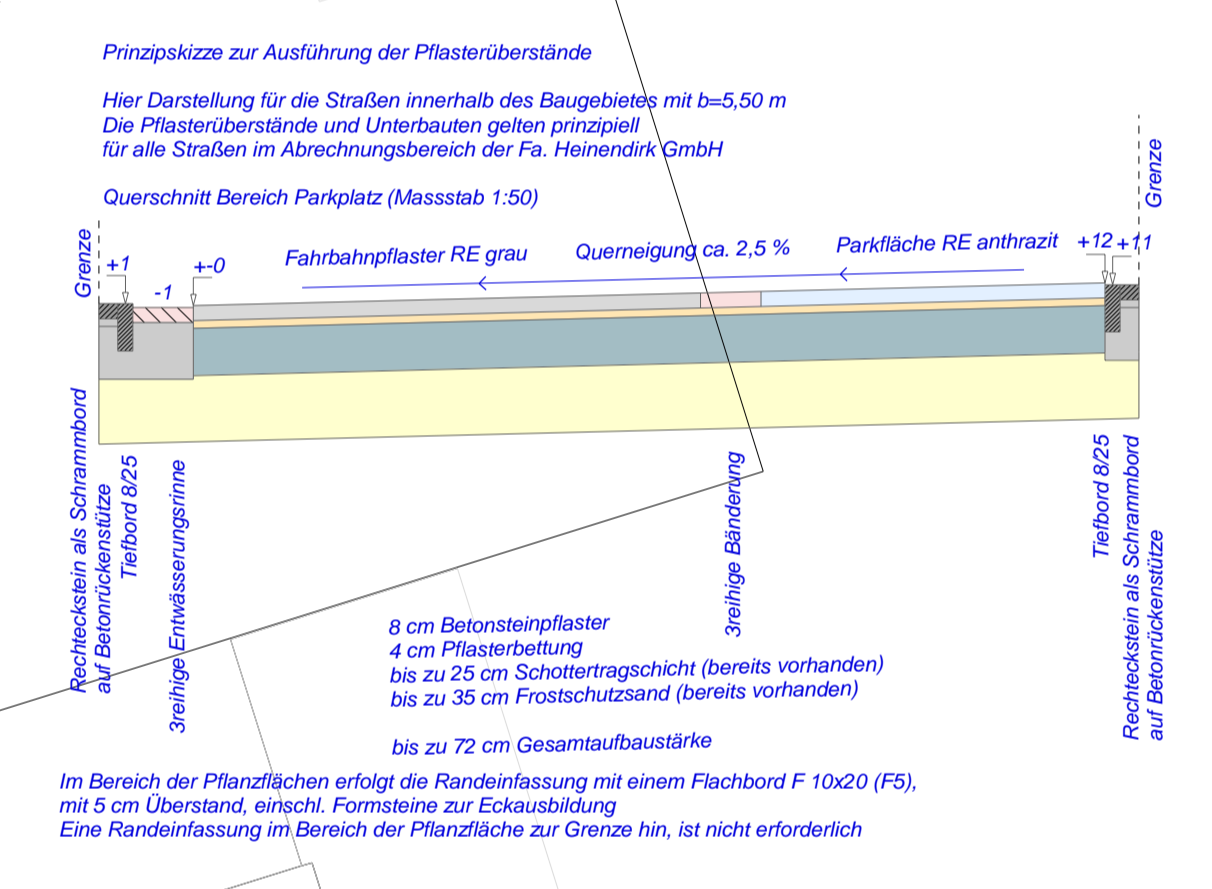 Prinzipskizze zur Ausführung der Pflasterüberstände
Hier Darstellung für die Straßen innerhalb des Baugebietes mit b=5,50 m
Die Pflasterüberstände und Unterbauten gelten prinzipiell
für alle Straßen im Abrechnungsbereich der Fa. Heinendirk GmbH
Querschnitt Bereich Parkplatz (Massstab 1:50)
Grenze
+1
-1
+-0
Fahrbahnpflaster RE grau
Querneigung ca. 2,5 %
Parkfläche RE anthrazit
+12
+11
Grenze
Rechteckstein als Schrammbord
auf Betonrückenstütze
Tiefbord 8/25
3reihige Entwässerungsrinne
3reihige Bänderung
Tiefbord 8/25
Rechteckstein als Schrammbord
auf Betonrückenstütze
8 cm Betonsteinpflaster
4 cm Pflasterbettung
bis zu 25 cm Schottertragschicht (bereits vorhanden)
bis zu 35 cm Frostschutzsand (bereits vorhanden)
bis zu 72 cm Gesamtaufbaustärke
Im Bereich der Pflanzflächen erfolgt die Randeinfassung mit einem Flachbord F 10x20 (F5),
mit 5 cm Überstand, einschl. Formsteine zur Eckausbildung
Eine Randeinfassung im Bereich der Pflanzfläche zur Grenze hin, ist nicht erforderlich